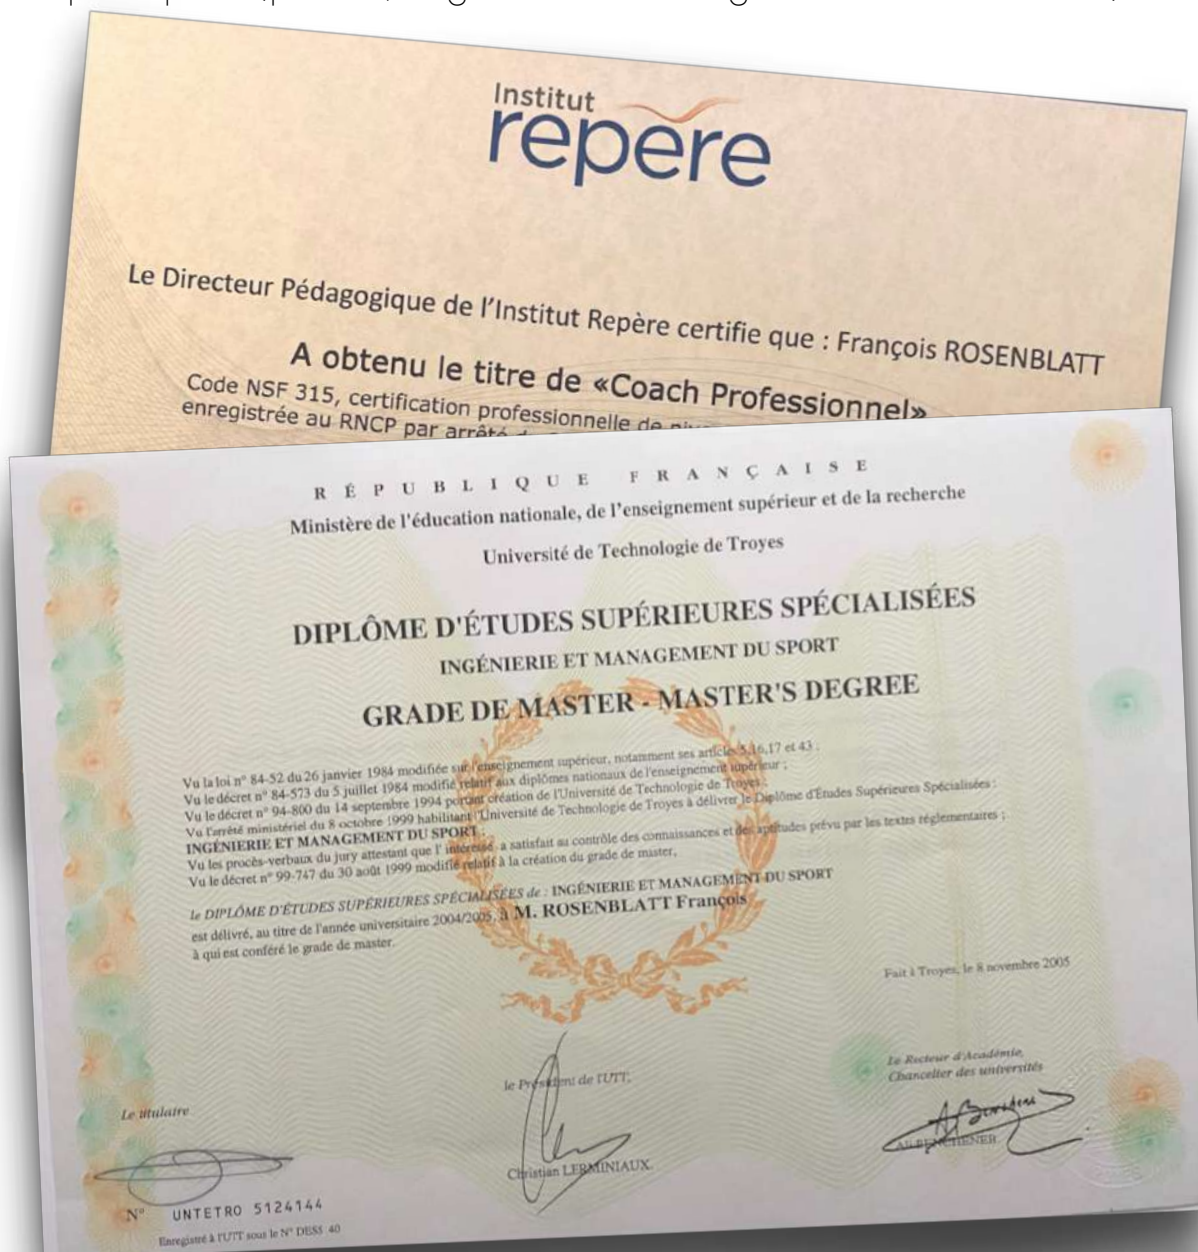 Institut
repère
Le Directeur Pédagogique de l'Institut Repère certifie que : François ROSENBLATT
A obtenu le titre de «Coach Professionnel»
Code NSF 315, certification professionnelle de
enregistrée au RNCP par arrêté
RÉPUBLIQUE FRANÇAISE
Ministère de l'éducation nationale, de l'enseignement supérieur et de la recherche
Université de Technologie de Troyes
DIPLÔME D'ÉTUDES SUPÉRIEURES SPÉCIALISÉES
INGÉNIERIE ET MANAGEMENT DU SPORT
GRADE DE MASTER - MASTER'S DEGREE
Vu la loi n° 84-52 du 26 janvier 1984 modifiée sur l'enseignement supérieur, notamment ses articles 5,16,17 et 43 ;
Vu le décret n° 84-573 du 5 juillet 1984 modifié relatif aux diplômes nationaux de l'enseignement supérieur ;
Vu le décret n° 94-800 du 14 septembre 1994 portant création de l'Université de Technologie de Troyes ;
Vu l'arrêté ministériel du 8 octobre 1999 habilitant l'Université de Technologie de Troyes à délivrer le Diplôme d'Études Supérieures Spécialisées :
INGÉNIERIE ET MANAGEMENT DU SPORT ;
Vu les procès-verbaux du jury attestant que l'intéressé a satisfait au contrôle des connaissances et des aptitudes prévu par les textes réglementaires ;
Vu le décret n° 99-747 du 30 août 1999 modifié relatif à la création du grade de master,
le DIPLÔME D'ÉTUDES SUPÉRIEURES SPÉCIALISÉES de : INGÉNIERIE ET MANAGEMENT DU SPORT
est délivré, au titre de l'année universitaire 2004/2005, à M. ROSENBLATT François
à qui est conféré le grade de master.
Fait à Troyes, le 8 novembre 2005
Le titulaire
le Président de l'UTT,
Christian LERMINIAUX
Le Recteur d'Académie,
Chancelier des universités
N° UNTETRO 5124144
Enregistré à l'UTT sous le N° DESS 40